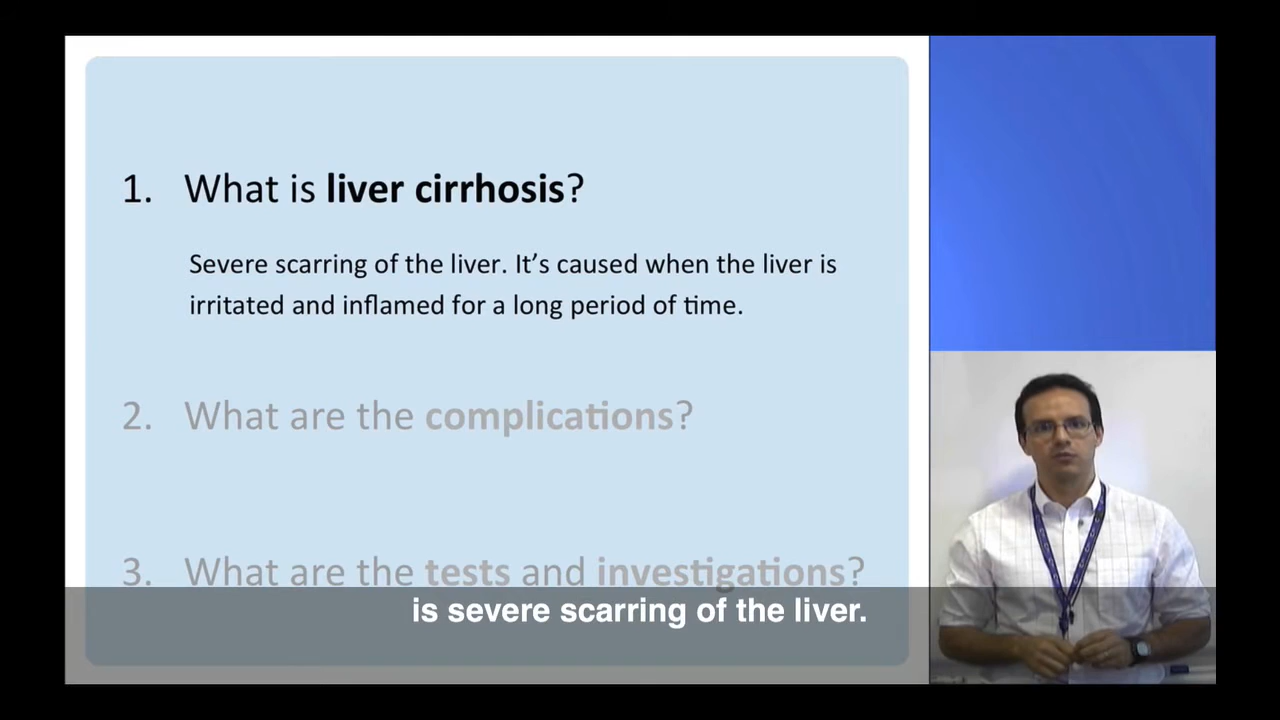 1. What is liver cirrhosis?
Severe scarring of the liver. It’s caused when the liver is
irritated and inflamed for a long period of time.
2. What are the complications?
3. What are the tests and investigations?
is severe scarring of the liver.